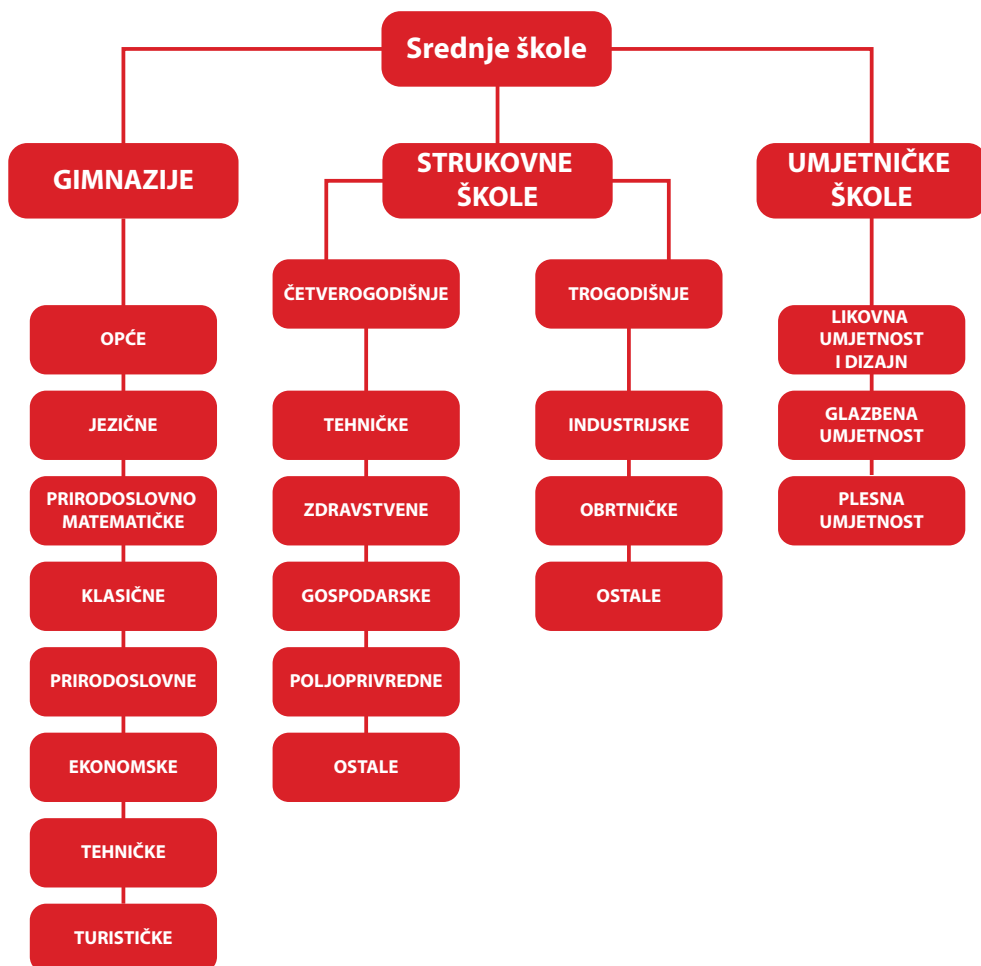 Srednje škole
GIMNAZIJE
OPĆE
JEZIČNE
PRIRODOSLOVNO
MATEMATIČKE
KLASIČNE
PRIRODOSLOVNE
EKONOMSKE
TEHNIČKE
TURISTIČKE
STRUKOVNE
ŠKOLE
ČETVEROGODIŠNJE
TEHNIČKE
ZDRAVSTVENE
GOSPODARSKE
POLJOPRIVREDNE
OSTALE
TROGODIŠNJE
INDUSTRIJSKE
OBRTNIČKE
OSTALE
UMJETNIČKE
ŠKOLE
LIKOVNA
UMJETNOST
I DIZAJN
GLAZBENA
UMJETNOST
PLESNA
UMJETNOST